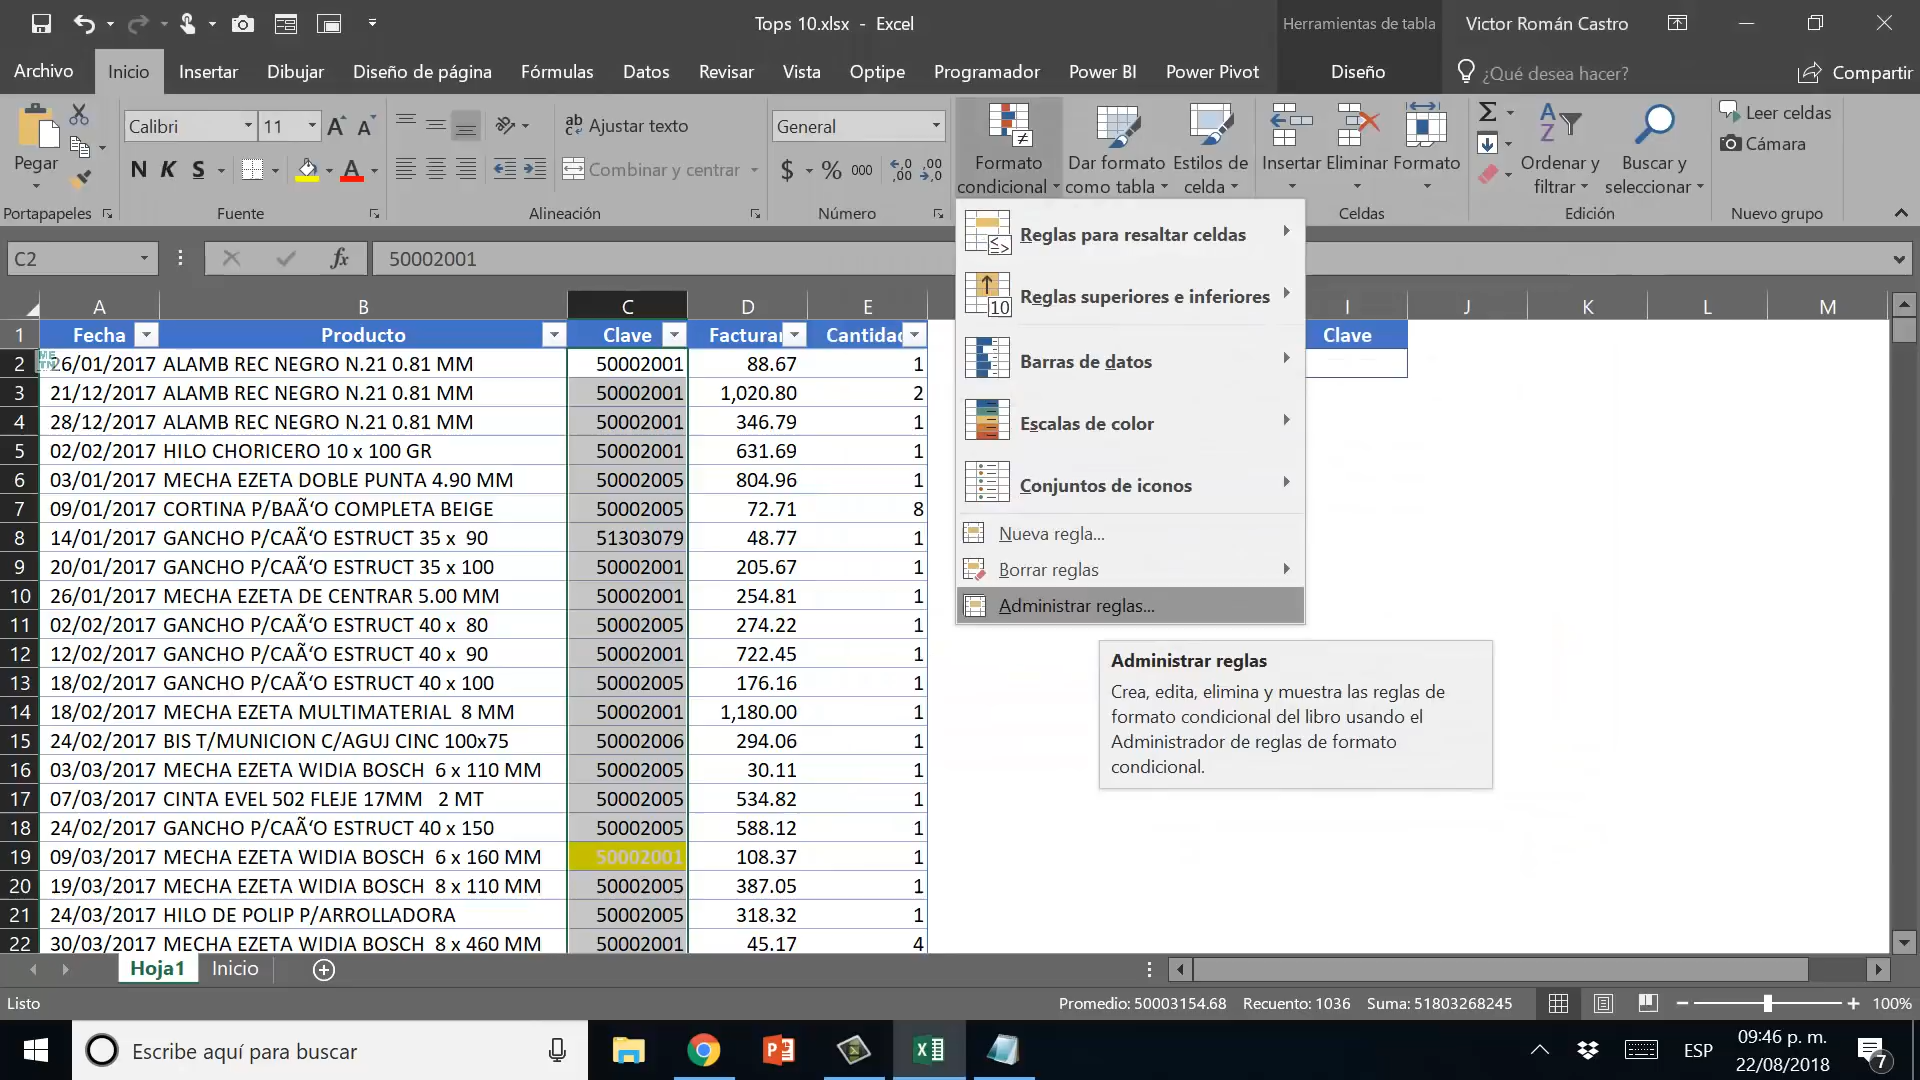 Tops 10.xlsx - Excel
Herramientas de tabla
Victor Román Castro
Archivo
Inicio
Insertar
Dibujar
Diseño de página
Fórmulas
Datos
Revisar
Vista
Optipe
Programador
Power BI
Power Pivot
Diseño
¿Qué desea hacer?
Compartir
Pegar
Portapapeles
Calibri
11
N K S
Fuente
Ajustar texto
Combinar y centrar
Alineación
General
$ % 000
Número
Formato condicional
Dar formato como tabla
Estilos de celda
Insertar
Eliminar
Formato
Celdas
Ordenar y filtrar
Buscar y seleccionar
Edición
Leer celdas
Cámara
Nuevo grupo
C2
fx
50002001
Reglas para resaltar celdas
Reglas superiores e inferiores
Barras de datos
Escalas de color
Conjuntos de iconos
Nueva regla...
Borrar reglas
Administrar reglas...
Administrar reglas
Crea, edita, elimina y muestra las reglas de
formato condicional del libro usando el
Administrador de reglas de formato
condicional.
A B C D E I J K L M
1 Fecha Producto Clave Factura Cantidad Clave
2 26/01/2017 ALAMB REC NEGRO N.21 0.81 MM 50002001 88.67 1
3 21/12/2017 ALAMB REC NEGRO N.21 0.81 MM 50002001 1,020.80 2
4 28/12/2017 ALAMB REC NEGRO N.21 0.81 MM 50002001 346.79 1
5 02/02/2017 HILO CHORICERO 10 x 100 GR 50002001 631.69 1
6 03/01/2017 MECHA EZETA DOBLE PUNTA 4.90 MM 50002005 804.96 1
7 09/01/2017 CORTINA P/BAÃ‘O COMPLETA BEIGE 50002005 72.71 8
8 14/01/2017 GANCHO P/CAÃ‘O ESTRUCT 35 x 90 51303079 48.77 1
9 20/01/2017 GANCHO P/CAÃ‘O ESTRUCT 35 x 100 50002001 205.67 1
10 26/01/2017 MECHA EZETA DE CENTRAR 5.00 MM 50002001 254.81 1
11 02/02/2017 GANCHO P/CAÃ‘O ESTRUCT 40 x 80 50002005 274.22 1
12 12/02/2017 GANCHO P/CAÃ‘O ESTRUCT 40 x 90 50002001 722.45 1
13 18/02/2017 GANCHO P/CAÃ‘O ESTRUCT 40 x 100 50002005 176.16 1
14 18/02/2017 MECHA EZETA MULTIMATERIAL 8 MM 50002001 1,180.00 1
15 24/02/2017 BIS T/MUNICION C/AGUJ CINC 100x75 50002006 294.06 1
16 03/03/2017 MECHA EZETA WIDIA BOSCH 6 x 110 MM 50002005 30.11 1
17 07/03/2017 CINTA EVEL 502 FLEJE 17MM 2 MT 50002005 534.82 1
18 24/02/2017 GANCHO P/CAÃ‘O ESTRUCT 40 x 150 50002005 588.12 1
19 09/03/2017 MECHA EZETA WIDIA BOSCH 6 x 160 MM 50002001 108.37 1
20 19/03/2017 MECHA EZETA WIDIA BOSCH 8 x 110 MM 50002005 387.05 1
21 24/03/2017 HILO DE POLIP P/ARROLLADORA 50002005 318.32 1
22 30/03/2017 MECHA EZETA WIDIA BOSCH 8 x 460 MM 50002001 45.17 4
Hoja1
Inicio
Listo
Promedio: 50003154.68 Recuento: 1036 Suma: 51803268245
100%
Escribe aquí para buscar
ESP
09:46 p. m.
22/08/2018
7